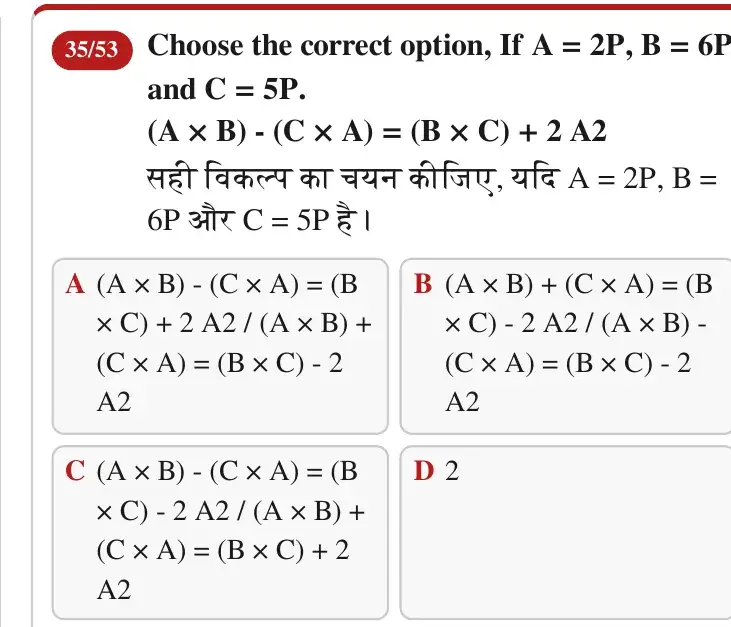 35/53 Choose the correct option, If A = 2P, B = 6P
and C = 5P.
(A × B) - (C × A) = (B × C) + 2 A2
सही विकल्प का चयन कीजिए, यदि A = 2P, B =
6P और C = 5P है।
A (A × B) - (C × A) = (B
× C) + 2 A2 / (A × B) +
(C × A) = (B × C) - 2
A2
B (A × B) + (C × A) = (B
× C) - 2 A2 / (A × B) -
(C × A) = (B × C) - 2
A2
C (A × B) - (C × A) = (B
× C) - 2 A2 / (A × B) +
(C × A) = (B × C) + 2
A2
D 2